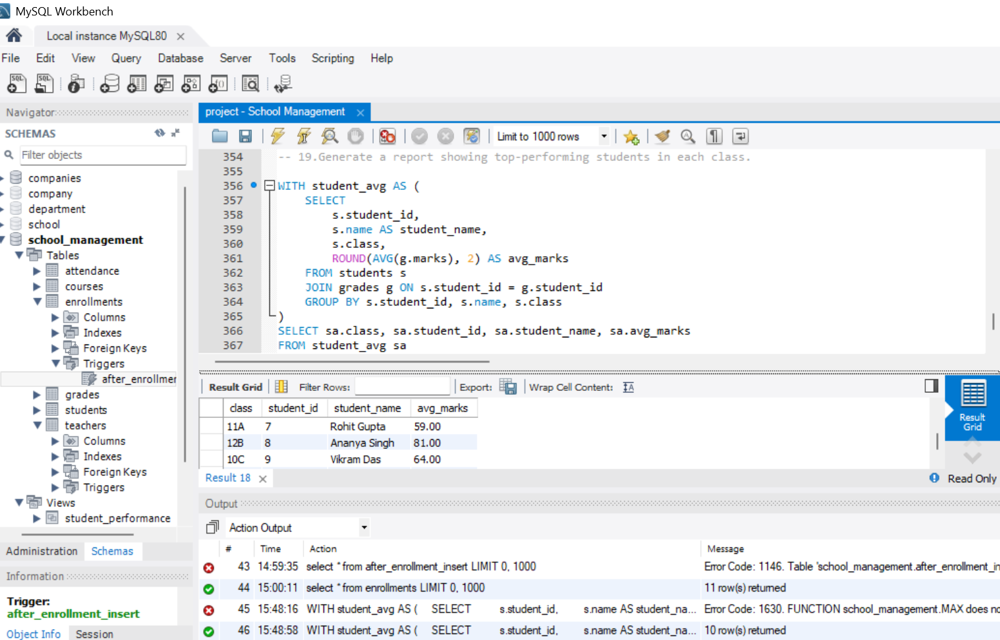 MySQL Workbench
Local instance MySQL80
File Edit View Query Database Server Tools Scripting Help
Navigator
SCHEMAS
Filter objects
companies
company
department
school
school_management
Tables
attendance
courses
enrollments
Columns
Indexes
Foreign Keys
Triggers
after_enrollmer
grades
students
teachers
Columns
Indexes
Foreign Keys
Triggers
Views
student_performance
Administration Schemas
Information
Trigger:
after_enrollment_insert
Object Info Session
project - School Management
Limit to 1000 rows
354 -- 19.Generate a report showing top-performing students in each class.
355
356 WITH student_avg AS (
357 SELECT
358 s.student_id,
359 s.name AS student_name,
360 s.class,
361 ROUND(AVG(g.marks), 2) AS avg_marks
362 FROM students s
363 JOIN grades g ON s.student_id = g.student_id
364 GROUP BY s.student_id, s.name, s.class
365 )
366 SELECT sa.class, sa.student_id, sa.student_name, sa.avg_marks
367 FROM student_avg sa
Result Grid Filter Rows: Export: Wrap Cell Content: IA
class student_id student_name avg_marks
11A 7 Rohit Gupta 59.00
12B 8 Ananya Singh 81.00
10C 9 Vikram Das 64.00
Result
Grid
Result 18
Read Only
Output
Action Output
# Time Action Message
43 14:59:35 select * from after_enrollment_insert LIMIT 0, 1000 Error Code: 1146. Table 'school_management.after_enrollment_in
44 15:00:11 select * from enrollments LIMIT 0, 1000 11 row(s) returned
45 15:48:16 WITH student_avg AS ( SELECT s.student_id, s.name AS student_na... Error Code: 1630. FUNCTION school_management.MAX does no
46 15:48:58 WITH student_avg AS ( SELECT s.student_id, s.name AS student_na... 10 row(s) returned